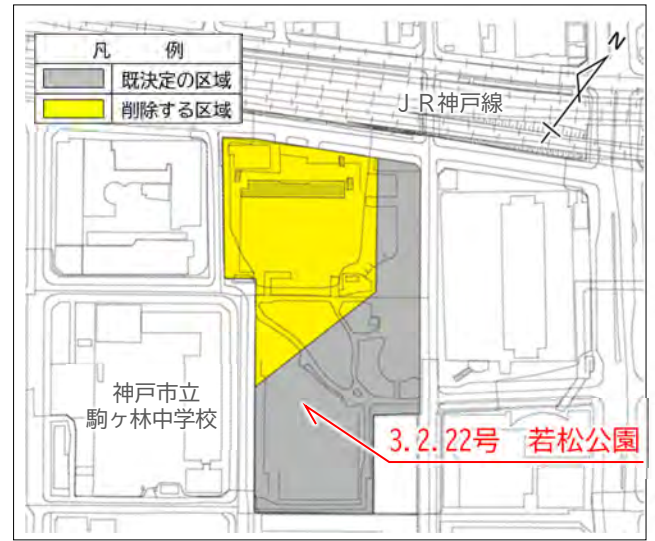 凡 例
既決定の区域
削除する区域
JR神戸線
N
神戸市立
駒ヶ林中学校
3.2.22号 若松公園